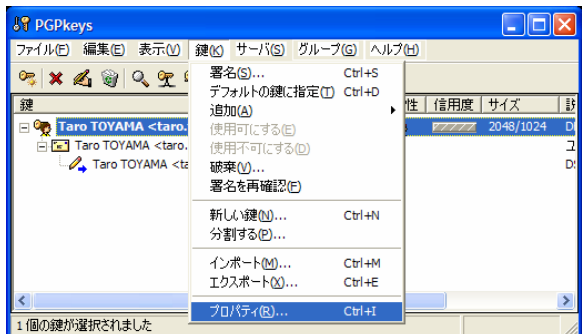 PGPkeys
ファイル(F) 編集(E) 表示(V) 鍵(K) サーバ(S) グループ(G) ヘルプ(H)
鍵 性 信用度 サイズ
Taro TOYAMA <taro. 2048/1024
Taro TOYAMA <taro.
Taro TOYAMA <ta
署名(S)... Ctrl+S
デフォルトの鍵に指定(T) Ctrl+D
追加(A)
使用可にする(E)
使用不可にする(D)
破棄(V)...
署名を再確認(F)
新しい鍵(N)... Ctrl+N
分割する(P)...
インポート(M)... Ctrl+M
エクスポート(X)... Ctrl+E
プロパティ(R)... Ctrl+I
1 個の鍵が選択されました